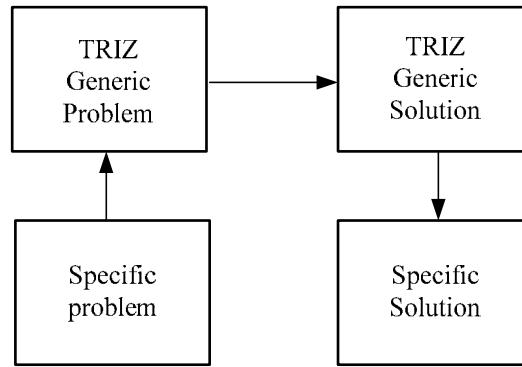 TRIZ
Generic
Problem
TRIZ
Generic
Solution
Specific
problem
Specific
Solution